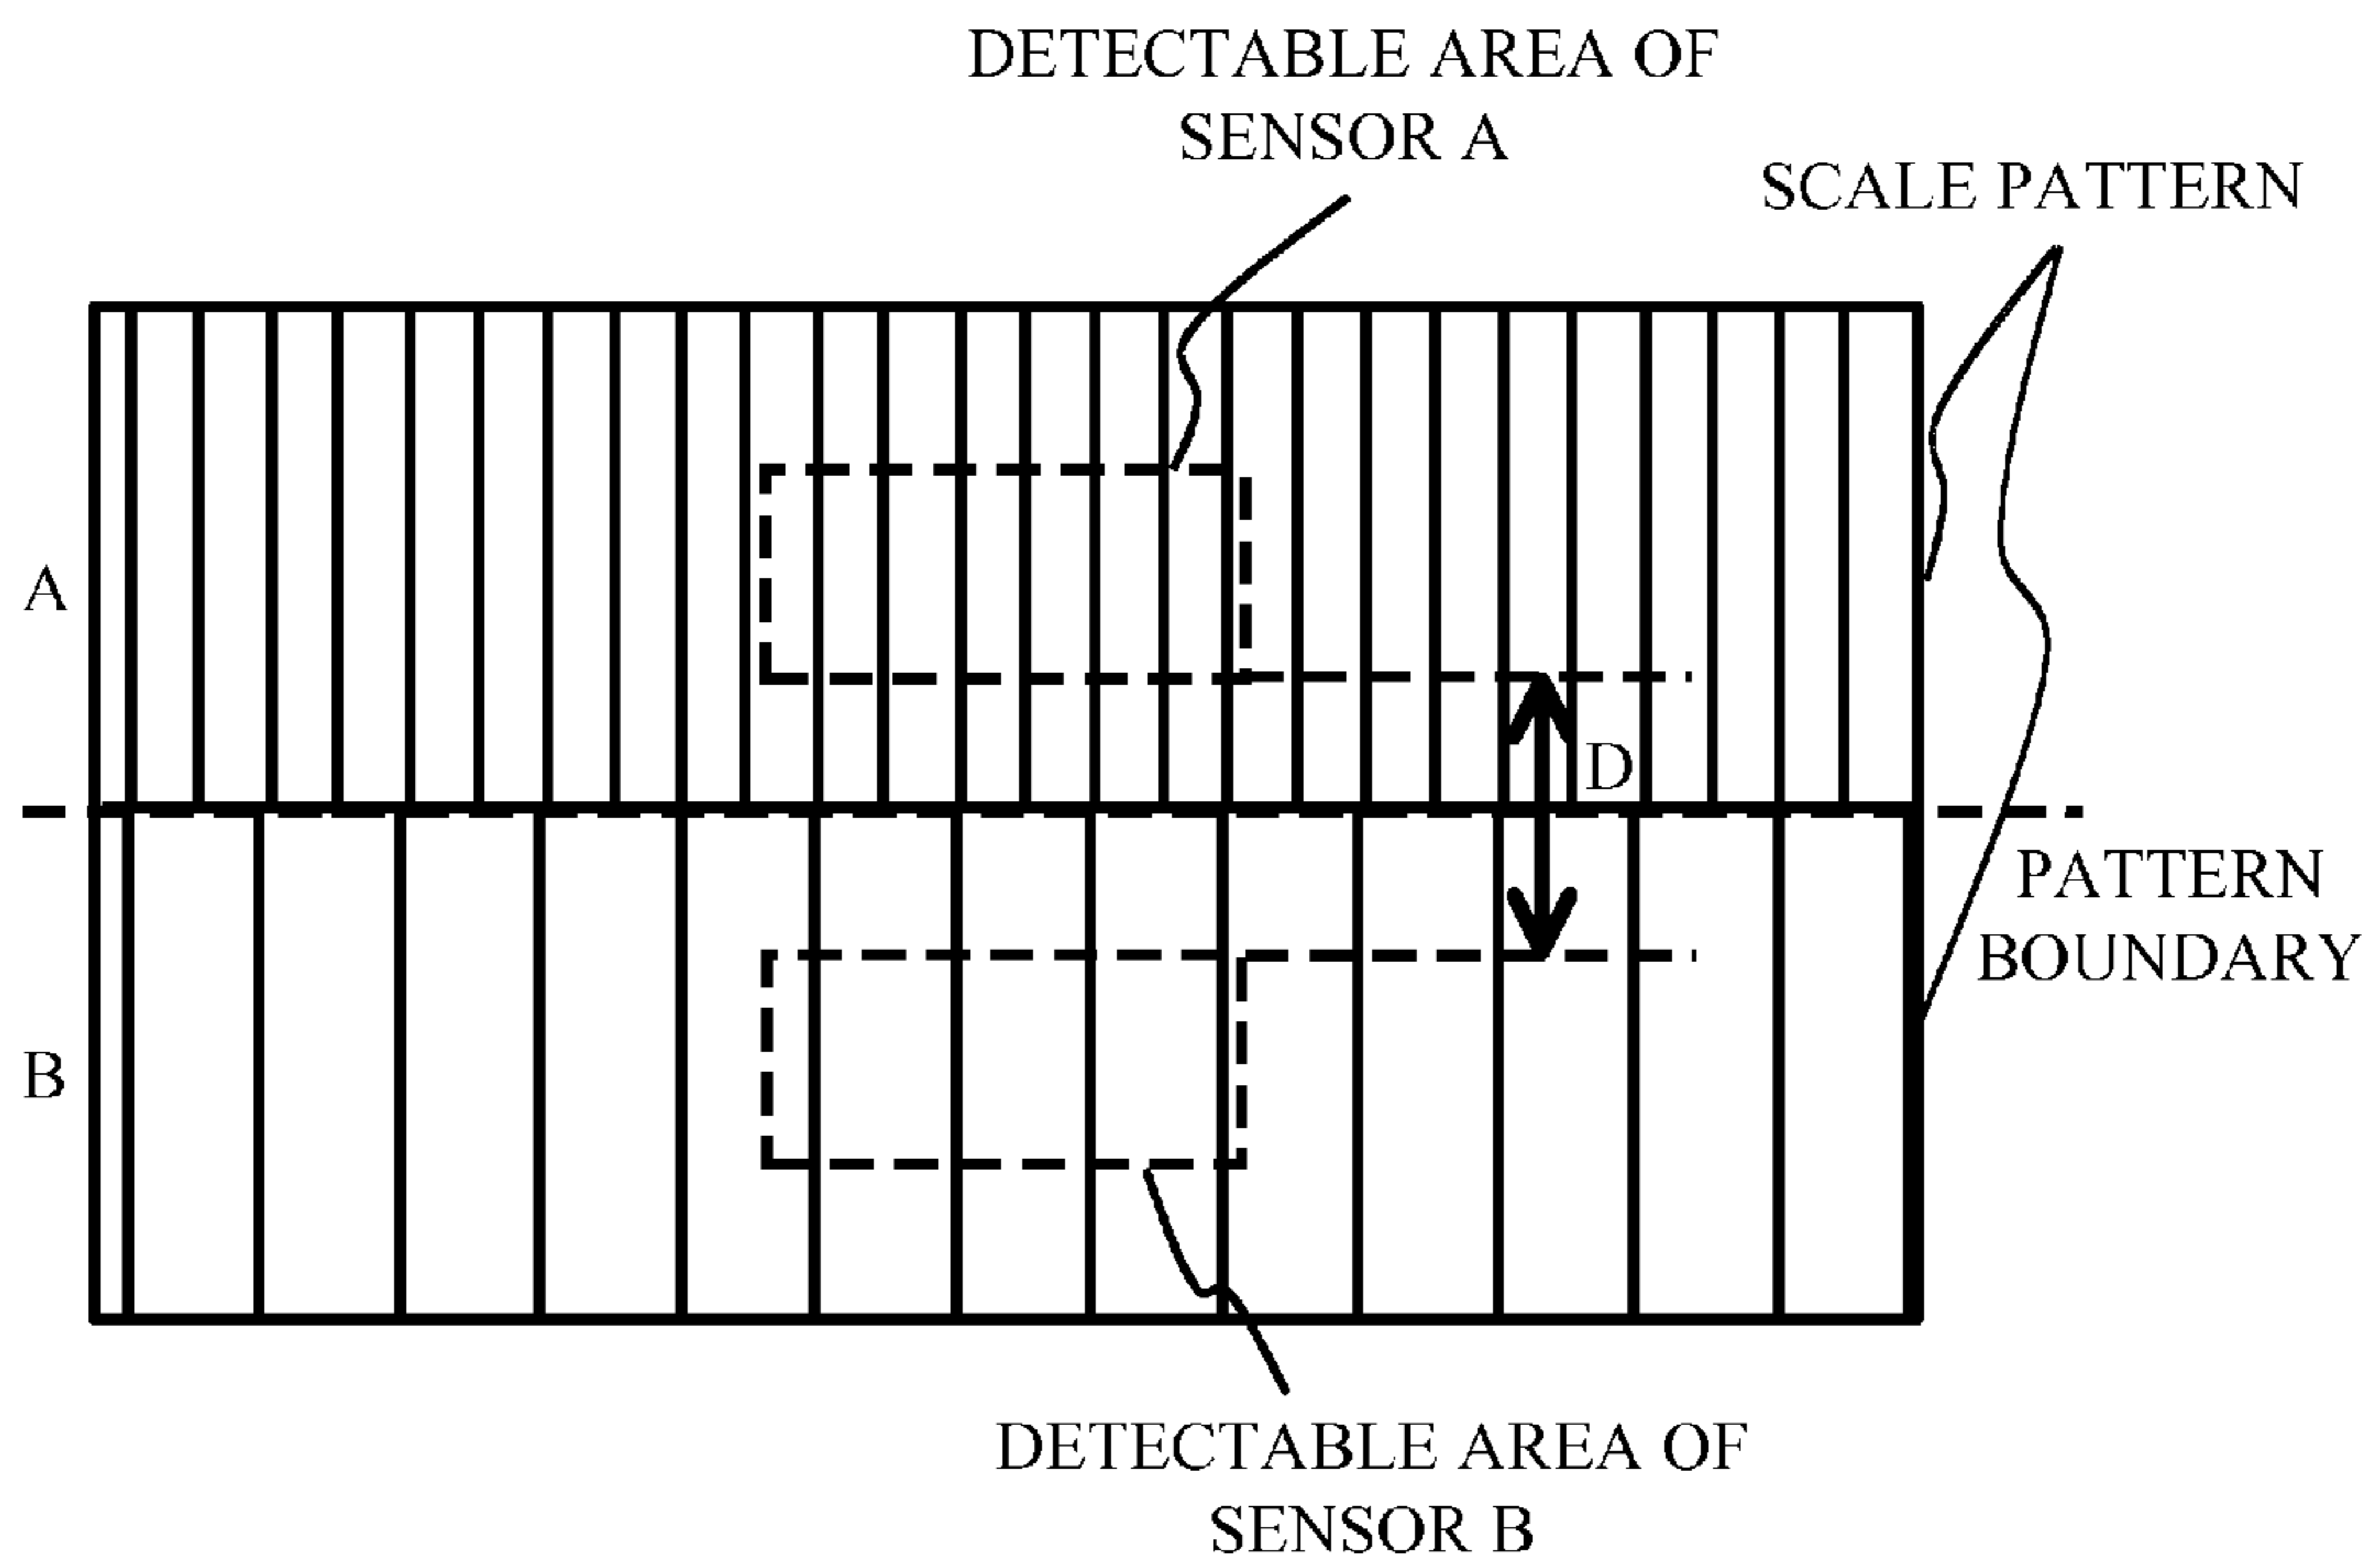 DETECTABLE AREA OF
SENSOR A
SCALE PATTERN
A
D
PATTERN
BOUNDARY
B
DETECTABLE AREA OF
SENSOR B